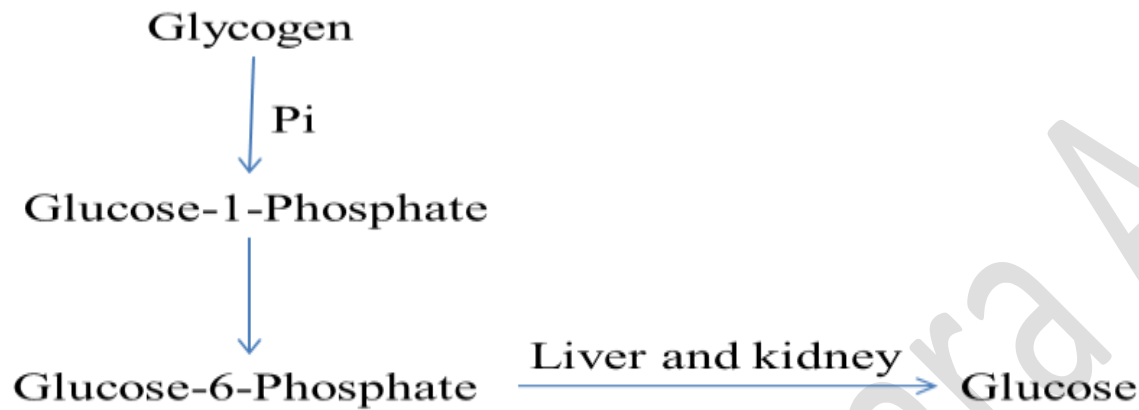 Glycogen
Pi
Glucose-1-Phosphate
Liver and kidney
Glucose-6-Phosphate
Glucose